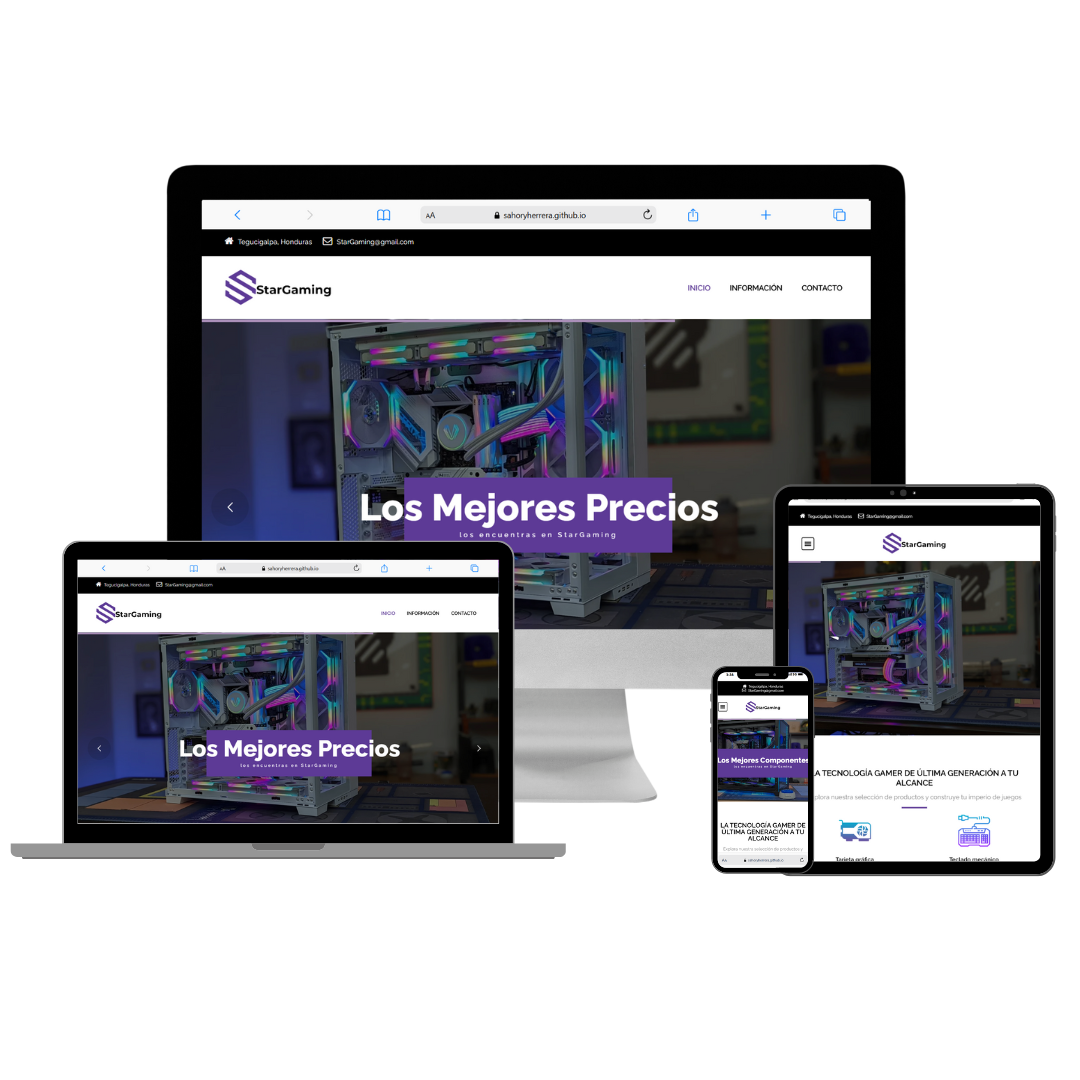 AA sahoryherrera.github.io
Tegucigalpa, Honduras StarGaming@gmail.com
StarGaming
INICIO INFORMACIÓN CONTACTO
Los Mejores Precios
los encuentras en StarGaming
AA sahoryherrera.github.io
Tegucigalpa, Honduras StarGaming@gmail.com
StarGaming
INICIO INFORMACIÓN CONTACTO
Los Mejores Precios
los encuentras en StarGaming
Tegucigalpa, Honduras
StarGaming@gmail.com
StarGaming
Los Mejores Componentes
los encuentras en StarGaming
LA TECNOLOGÍA GAMER DE
ÚLTIMA GENERACIÓN A TU
ALCANCE
Explora nuestra selección de productos y
AA sahoryherrera.github.io
Tegucigalpa, Honduras StarGaming@gmail.com
StarGaming
LA TECNOLOGÍA GAMER DE ÚLTIMA GENERACIÓN A TU
ALCANCE
plora nuestra selección de productos y construye tu imperio de juegos
Tarjeta gráfica Teclado mecánico